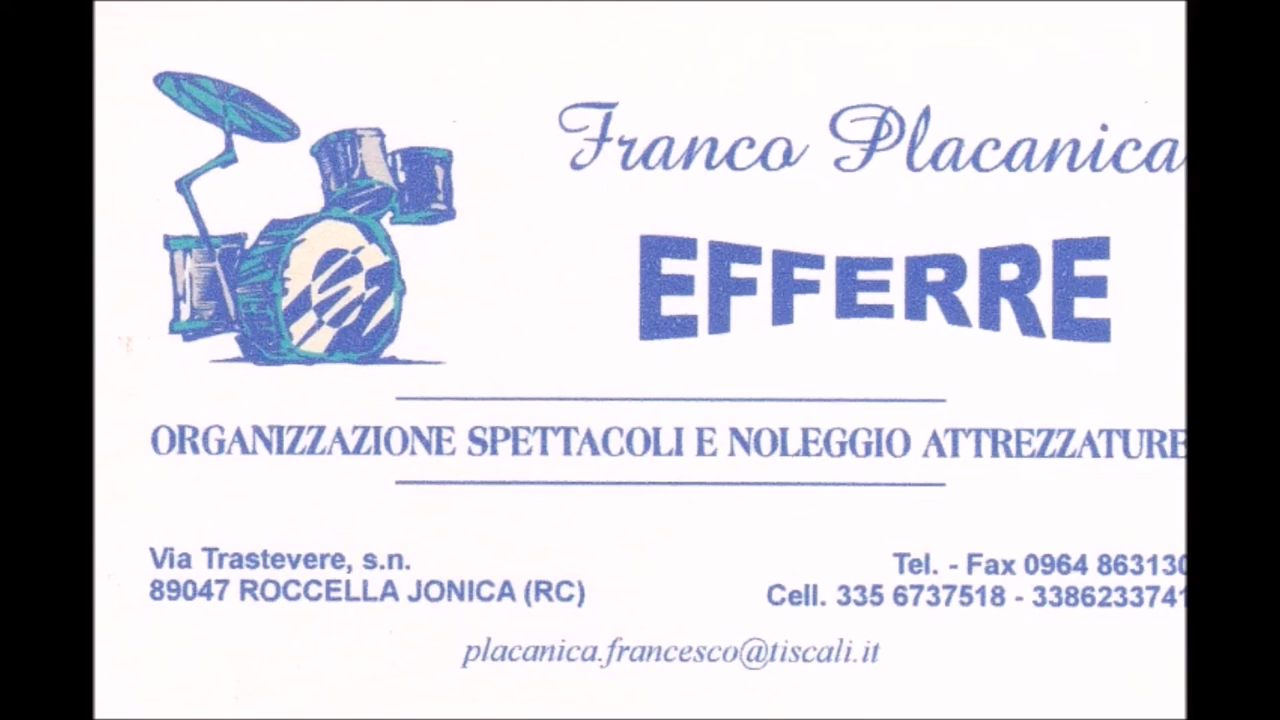 Franco Placanica
EFFERRE
ORGANIZZAZIONE SPETTACOLI E NOLEGGIO ATTREZZATURE
Via Trastevere, s.n.
89047 ROCCELLA JONICA (RC)
Tel. - Fax 0964 863130
Cell. 335 6737518 - 3386233741
placanica.francesco@tiscali.it